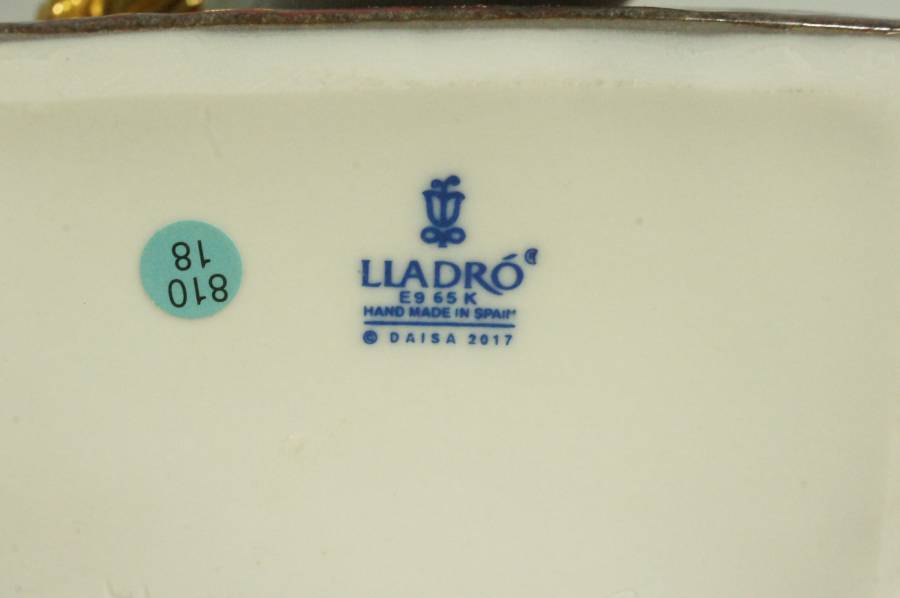 810
18
LLADRÓ
E9 65 K
HAND MADE IN SPAIN
© DAISA 2017